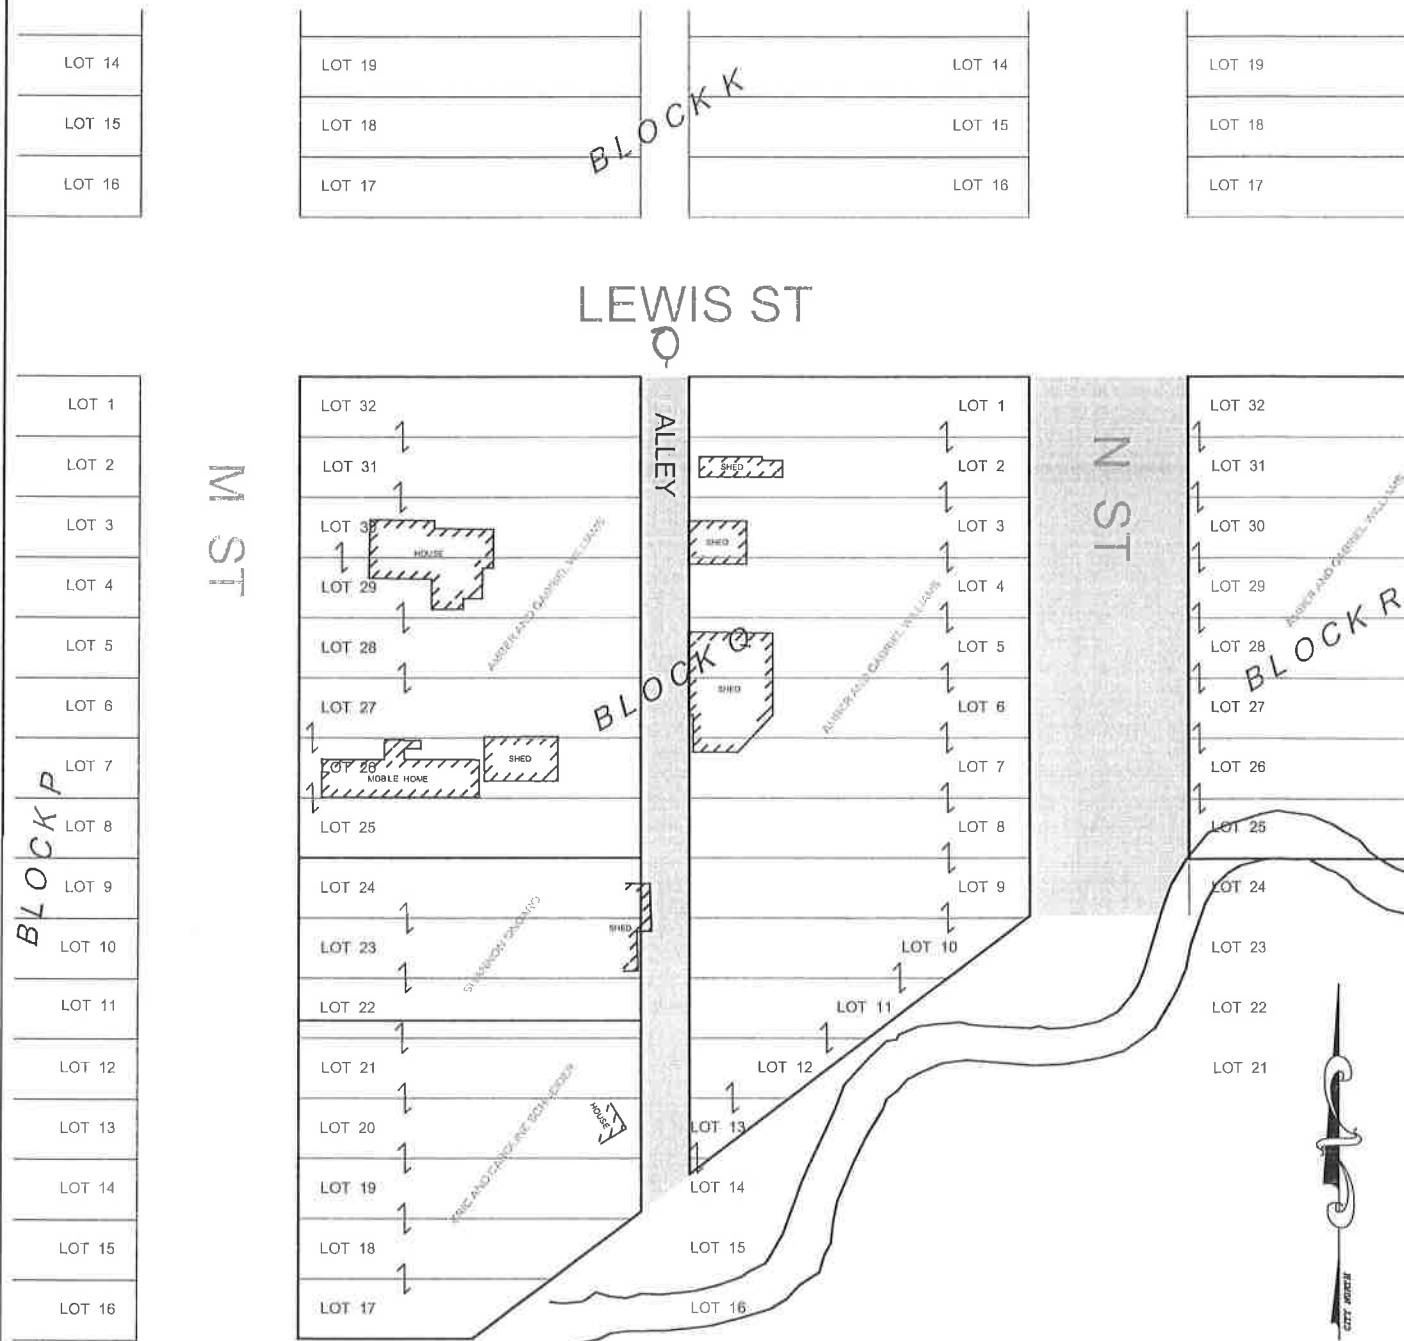 LOT 14
LOT 19
LOT 14
LOT 19
LOT 15
LOT 18
BLOCK K
LOT 15
LOT 18
LOT 16
LOT 17
LOT 16
LOT 17
LEWIS ST
Q
LOT 1
LOT 32
ALLEY
LOT 1
LOT 32
LOT 2
LOT 31
SHED
LOT 2
LOT 31
M ST
N ST
LOT 3
LOT 30
HOUSE
SHED
LOT 3
LOT 30
AMBER AND GABRIEL WILLIAMS
AMBER AND GABRIEL WILLIAMS
LOT 4
LOT 29
LOT 4
LOT 29
AMBER AND GABRIEL WILLIAMS
LOT 5
LOT 28
BLOCK Q
LOT 5
LOT 28
BLOCK R
LOT 6
LOT 27
SHED
LOT 6
LOT 27
LOT 7
LOT 26
MOBILE HOME
SHED
LOT 7
LOT 26
BLOCK P
LOT 8
LOT 25
LOT 8
LOT 25
LOT 9
LOT 24
LOT 9
LOT 24
SHANNON
SHED
LOT 10
LOT 23
LOT 10
LOT 23
LOT 11
LOT 22
LOT 11
LOT 22
LOT 12
LOT 21
LOT 12
LOT 21
LOT 13
LOT 20
HOUSE
LOT 13
ERIC AND CAROLINE SCHNEIDER
LOT 14
LOT 19
LOT 14
LOT 15
LOT 18
LOT 15
LOT 16
LOT 17
LOT 16
CITY NORTH